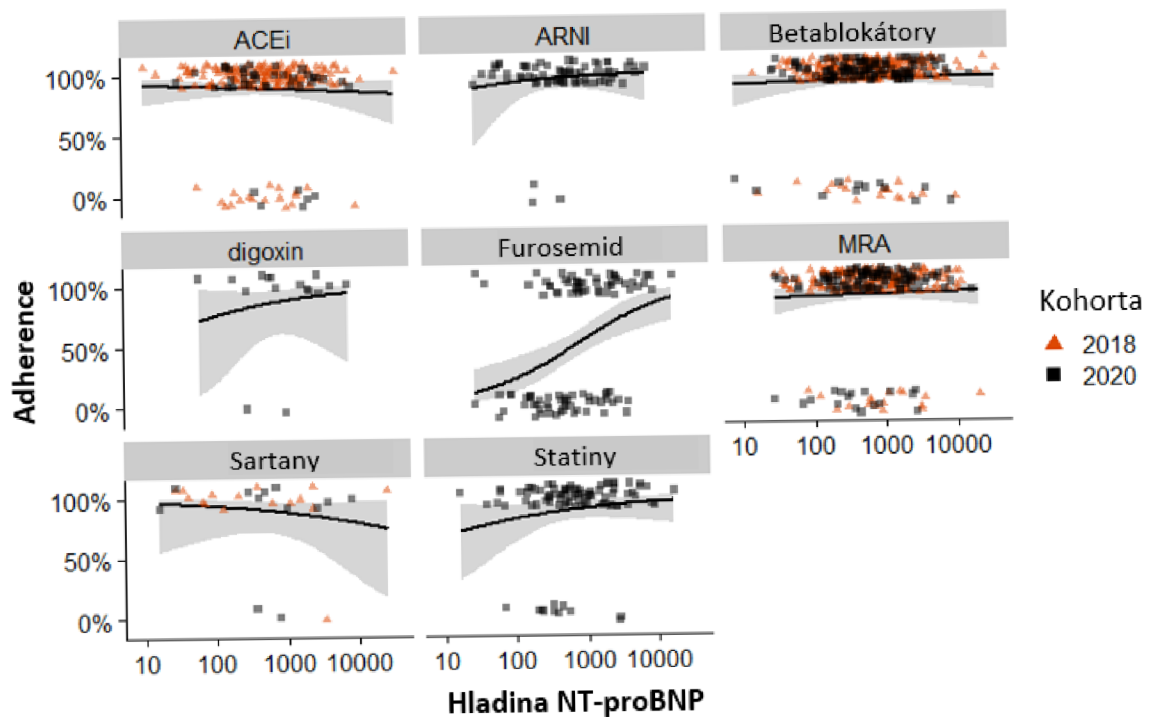 ACEi
ARNI
Betablokátory
100%
50%
0%
digoxin
Furosemid
MRA
100%
50%
0%
10 100 1000 10000
Sartany
Statiny
100%
50%
0%
10 100 1000 10000
10 100 1000 10000
Adherence
Hladina NT-proBNP
Kohorta
2018
2020